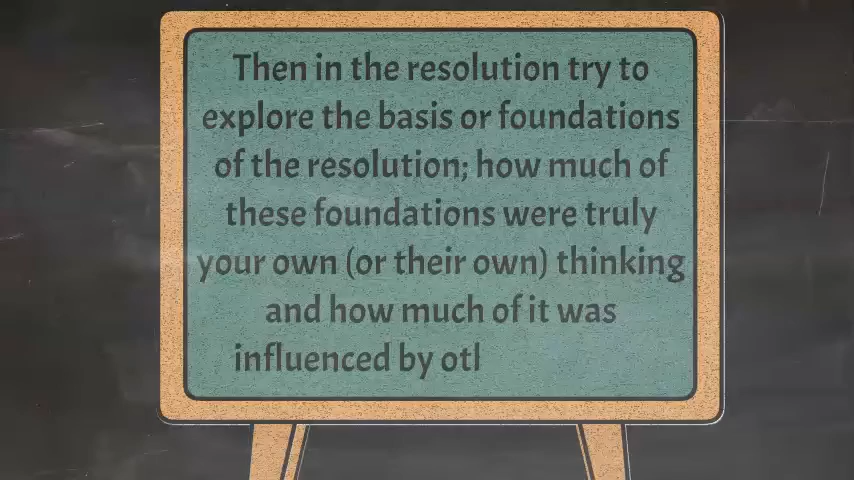 Then in the resolution try to
explore the basis or foundations
of the resolution; how much of
these foundations were truly
your own (or their own) thinking
and how much of it was
influenced by